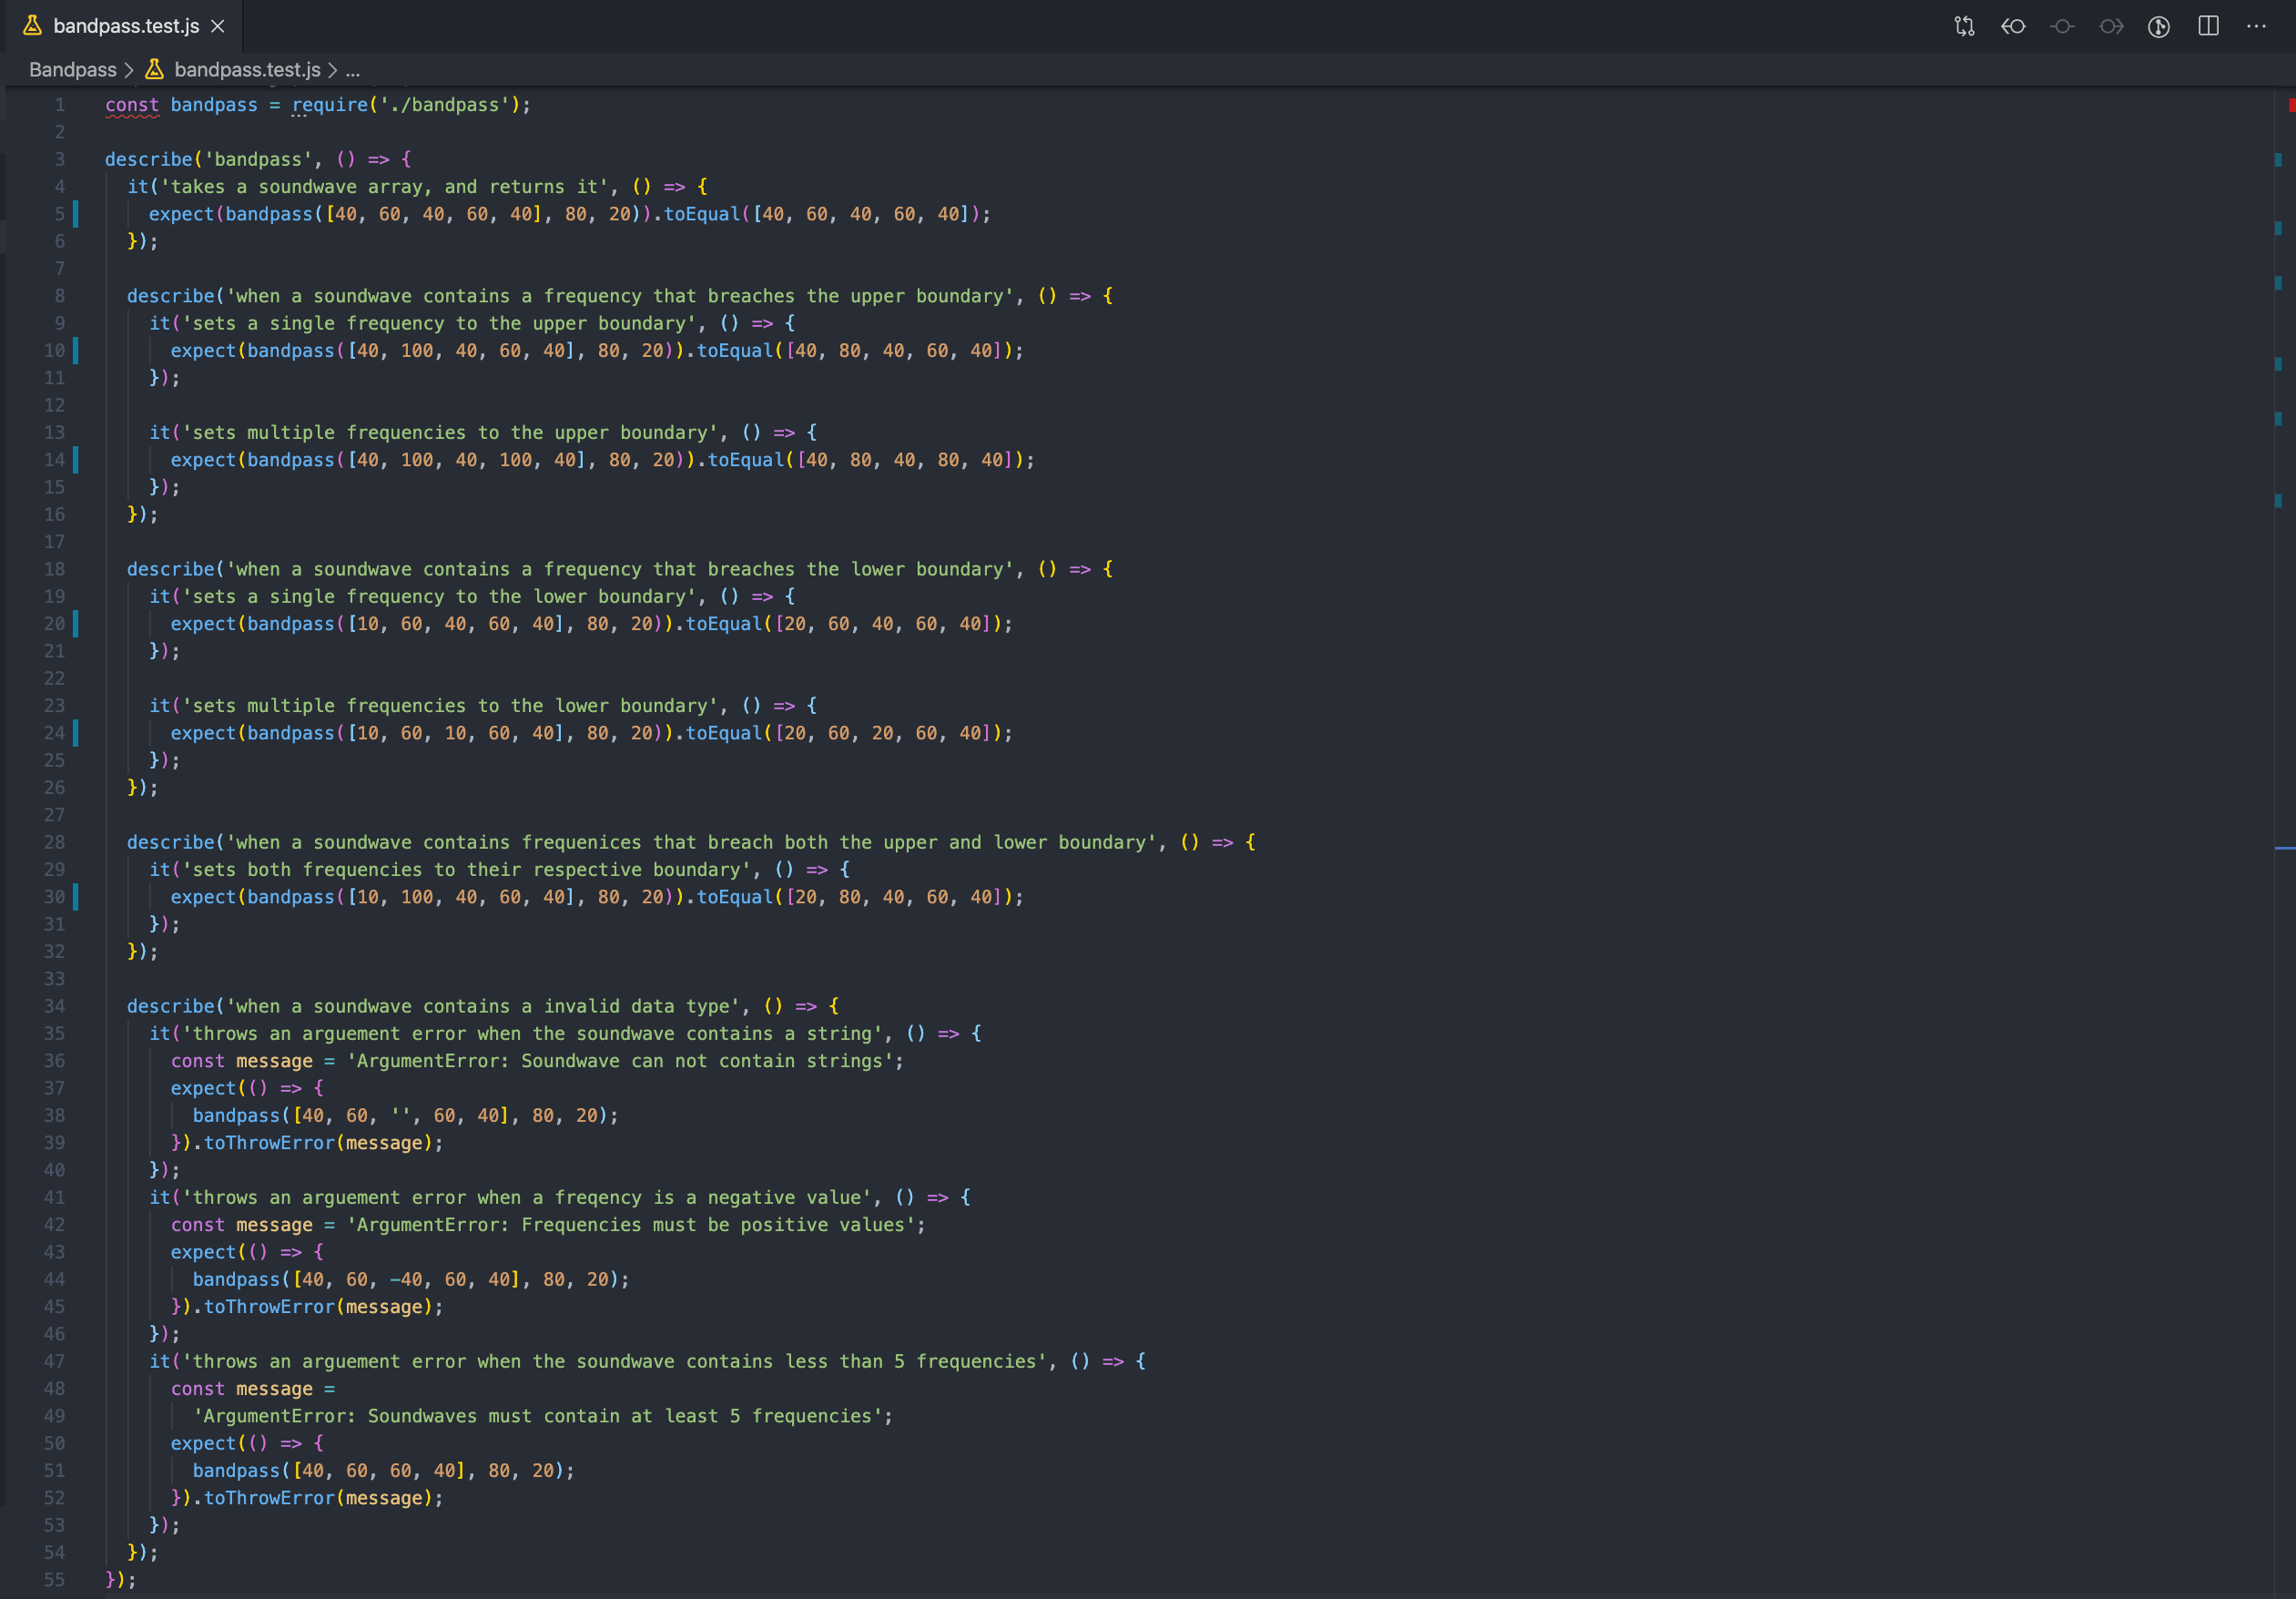 bandpass.test.js
Bandpass > bandpass.test.js > ...
1 const bandpass = require('./bandpass');
2
3 describe('bandpass', () => {
4   it('takes a soundwave array, and returns it', () => {
5     expect(bandpass([40, 60, 40, 60, 40], 80, 20)).toEqual([40, 60, 40, 60, 40]);
6   });
7
8   describe('when a soundwave contains a frequency that breaches the upper boundary', () => {
9     it('sets a single frequency to the upper boundary', () => {
10       expect(bandpass([40, 100, 40, 60, 40], 80, 20)).toEqual([40, 80, 40, 60, 40]);
11     });
12
13     it('sets multiple frequencies to the upper boundary', () => {
14       expect(bandpass([40, 100, 40, 100, 40], 80, 20)).toEqual([40, 80, 40, 80, 40]);
15     });
16   });
17
18   describe('when a soundwave contains a frequency that breaches the lower boundary', () => {
19     it('sets a single frequency to the lower boundary', () => {
20       expect(bandpass([10, 60, 40, 60, 40], 80, 20)).toEqual([20, 60, 40, 60, 40]);
21     });
22
23     it('sets multiple frequencies to the lower boundary', () => {
24       expect(bandpass([10, 60, 10, 60, 40], 80, 20)).toEqual([20, 60, 20, 60, 40]);
25     });
26   });
27
28   describe('when a soundwave contains frequenices that breach both the upper and lower boundary', () => {
29     it('sets both frequencies to their respective boundary', () => {
30       expect(bandpass([10, 100, 40, 60, 40], 80, 20)).toEqual([20, 80, 40, 60, 40]);
31     });
32   });
33
34   describe('when a soundwave contains a invalid data type', () => {
35     it('throws an arguement error when the soundwave contains a string', () => {
36       const message = 'ArgumentError: Soundwave can not contain strings';
37       expect(() => {
38         bandpass([40, 60, '', 60, 40], 80, 20);
39       }).toThrowError(message);
40     });
41     it('throws an arguement error when a freqency is a negative value', () => {
42       const message = 'ArgumentError: Frequencies must be positive values';
43       expect(() => {
44         bandpass([40, 60, -40, 60, 40], 80, 20);
45       }).toThrowError(message);
46     });
47     it('throws an arguement error when the soundwave contains less than 5 frequencies', () => {
48       const message =
49         'ArgumentError: Soundwaves must contain at least 5 frequencies';
50       expect(() => {
51         bandpass([40, 60, 60, 40], 80, 20);
52       }).toThrowError(message);
53     });
54   });
55 });